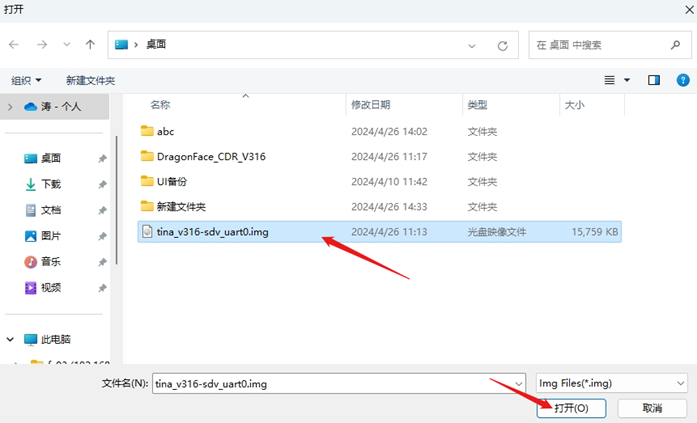 打开
桌面
在 桌面 中搜索
组织
新建文件夹
涛 - 个人
桌面
下载
文档
图片
音乐
视频
此电脑
名称 修改日期 类型 大小
abc 2024/4/26 14:02 文件夹
DragonFace_CDR_V316 2024/4/26 11:17 文件夹
UI备份 2024/4/10 11:42 文件夹
新建文件夹 2024/4/26 14:33 文件夹
tina_v316-sdv_uart0.img 2024/4/26 11:13 光盘映像文件 15,759 KB
文件名(N): tina_v316-sdv_uart0.img Img Files(*.img)
打开(O) 取消